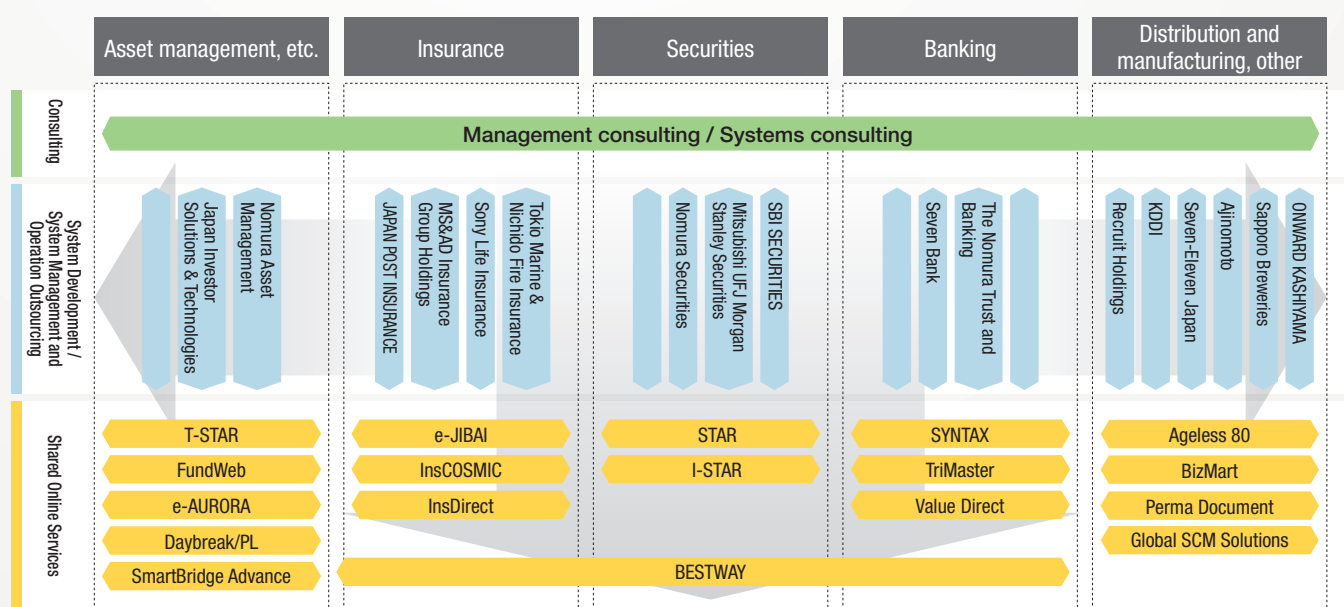 Asset management, etc.
Insurance
Securities
Banking
Distribution and
manufacturing, other
Consulting
Management consulting / Systems consulting
System Development /
System Management and
Operation Outsourcing
Japan Investor
Solutions & Technologies
Nomura Asset
Management
JAPAN POST INSURANCE
MS&AD Insurance
Group Holdings
Sony Life Insurance
Tokio Marine &
Nichido Fire Insurance
Nomura Securities
Mitsubishi UFJ Morgan
Stanley Securities
SBI SECURITIES
Seven Bank
The Nomura Trust and
Banking
Recruit Holdings
KDDI
Seven-Eleven Japan
Ajinomoto
Sapporo Breweries
ONWARD KASHIYAMA
Shared Online Services
T-STAR
FundWeb
e-AURORA
Daybreak/PL
SmartBridge Advance
e-JIBAI
InsCOSMIC
InsDirect
STAR
I-STAR
SYNTAX
TriMaster
Value Direct
BESTWAY
Ageless 80
BizMart
Perma Document
Global SCM Solutions